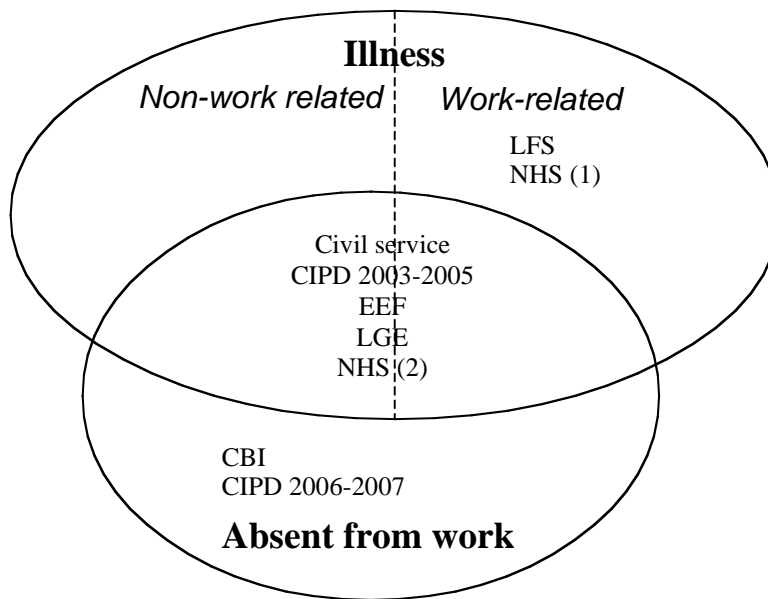 Illness
Non-work related Work-related
LFS
NHS (1)
Civil service
CIPD 2003-2005
EEF
LGE
NHS (2)
CBI
CIPD 2006-2007
Absent from work